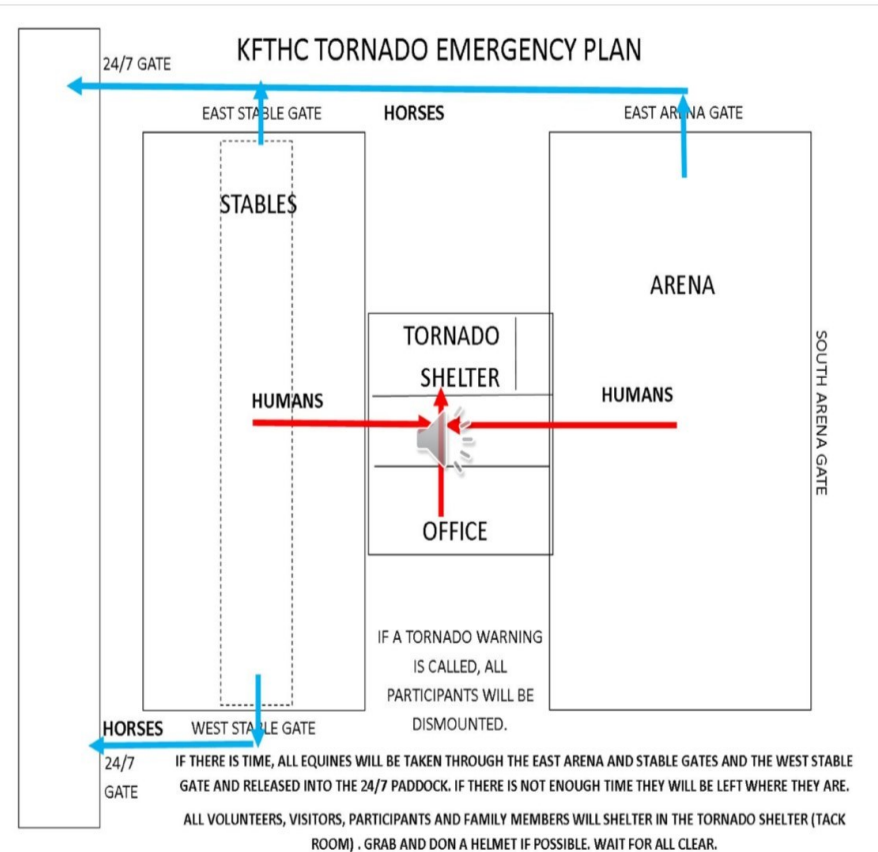 KFTHC TORNADO EMERGENCY PLAN
24/7 GATE
EAST STABLE GATE
HORSES
EAST ARENA GATE
STABLES
ARENA
TORNADO
SHELTER
HUMANS
HUMANS
SOUTH ARENA GATE
OFFICE
IF A TORNADO WARNING
IS CALLED, ALL
PARTICIPANTS WILL BE
DISMOUNTED.
HORSES
WEST STABLE GATE
24/7
GATE
IF THERE IS TIME, ALL EQUINES WILL BE TAKEN THROUGH THE EAST ARENA AND STABLE GATES AND THE WEST STABLE
GATE AND RELEASED INTO THE 24/7 PADDOCK. IF THERE IS NOT ENOUGH TIME THEY WILL BE LEFT WHERE THEY ARE.
ALL VOLUNTEERS, VISITORS, PARTICIPANTS AND FAMILY MEMBERS WILL SHELTER IN THE TORNADO SHELTER (TACK
ROOM) . GRAB AND DON A HELMET IF POSSIBLE. WAIT FOR ALL CLEAR.